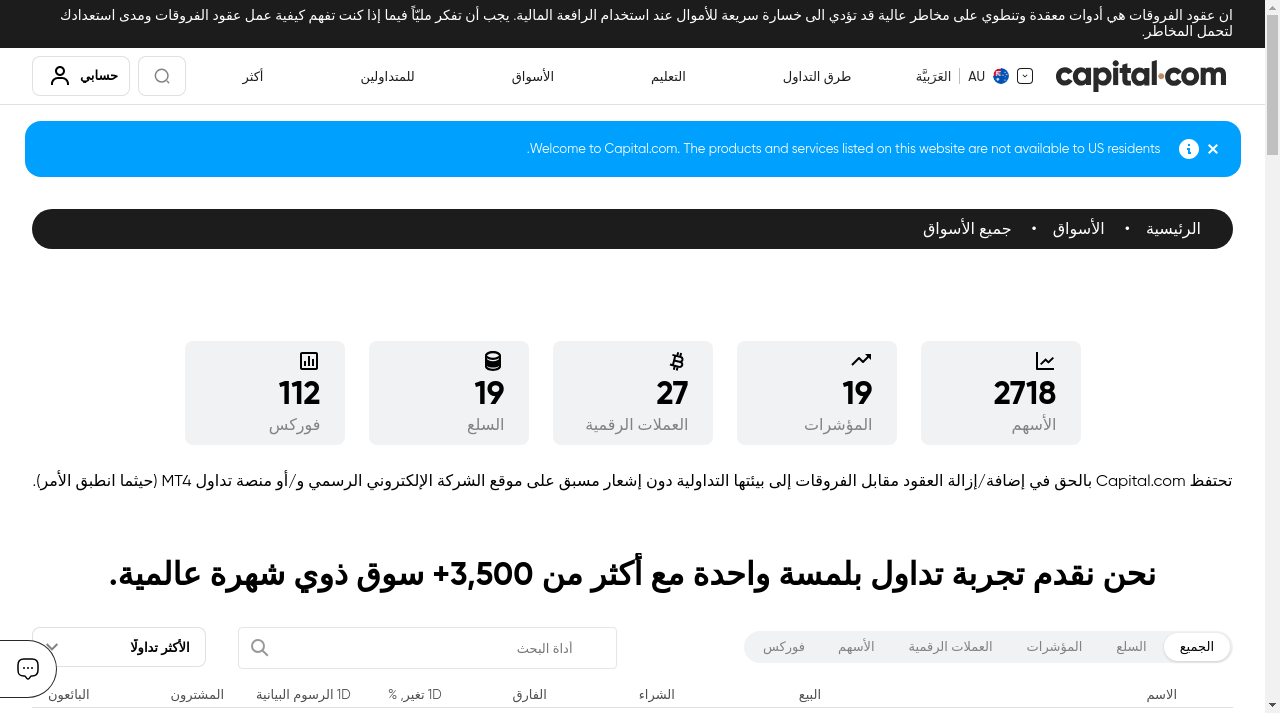 ان عقود الفروقات هي أدوات معقدة وتنطوي على مخاطر عالية قد تؤدي الى خسارة سريعة للأموال عند استخدام الرافعة المالية. يجب أن تفكر مليّاً فيما إذا كنت تفهم كيفية عمل عقود الفروقات ومدى استعدادك
لتحمل المخاطر.
capital.com
AU
العَرَبيَّة
طرق التداول
التعليم
الأسواق
للمتداولين
أكثر
حسابي
Welcome to Capital.com. The products and services listed on this website are not available to US residents.
الرئيسية • الأسواق • جميع الأسواق
2718
الأسهم
19
المؤشرات
27
العملات الرقمية
19
السلع
112
فوركس
تحتفظ Capital.com بالحق في إضافة/إزالة العقود مقابل الفروقات إلى بيئتها التداولية دون إشعار مسبق على موقع الشركة الإلكتروني الرسمي و/أو منصة تداول MT4 (حيثما انطبق الأمر).
نحن نقدم تجربة تداول بلمسة واحدة مع أكثر من 3,500+ سوق ذوي شهرة عالمية.
الجميع
السلع
المؤشرات
العملات الرقمية
الأسهم
فوركس
أداة البحث
الأكثر تداولًا
الاسم
البيع
الشراء
الفارق
1D تغير, %
1D الرسوم البيانية
المشترون
البائعون